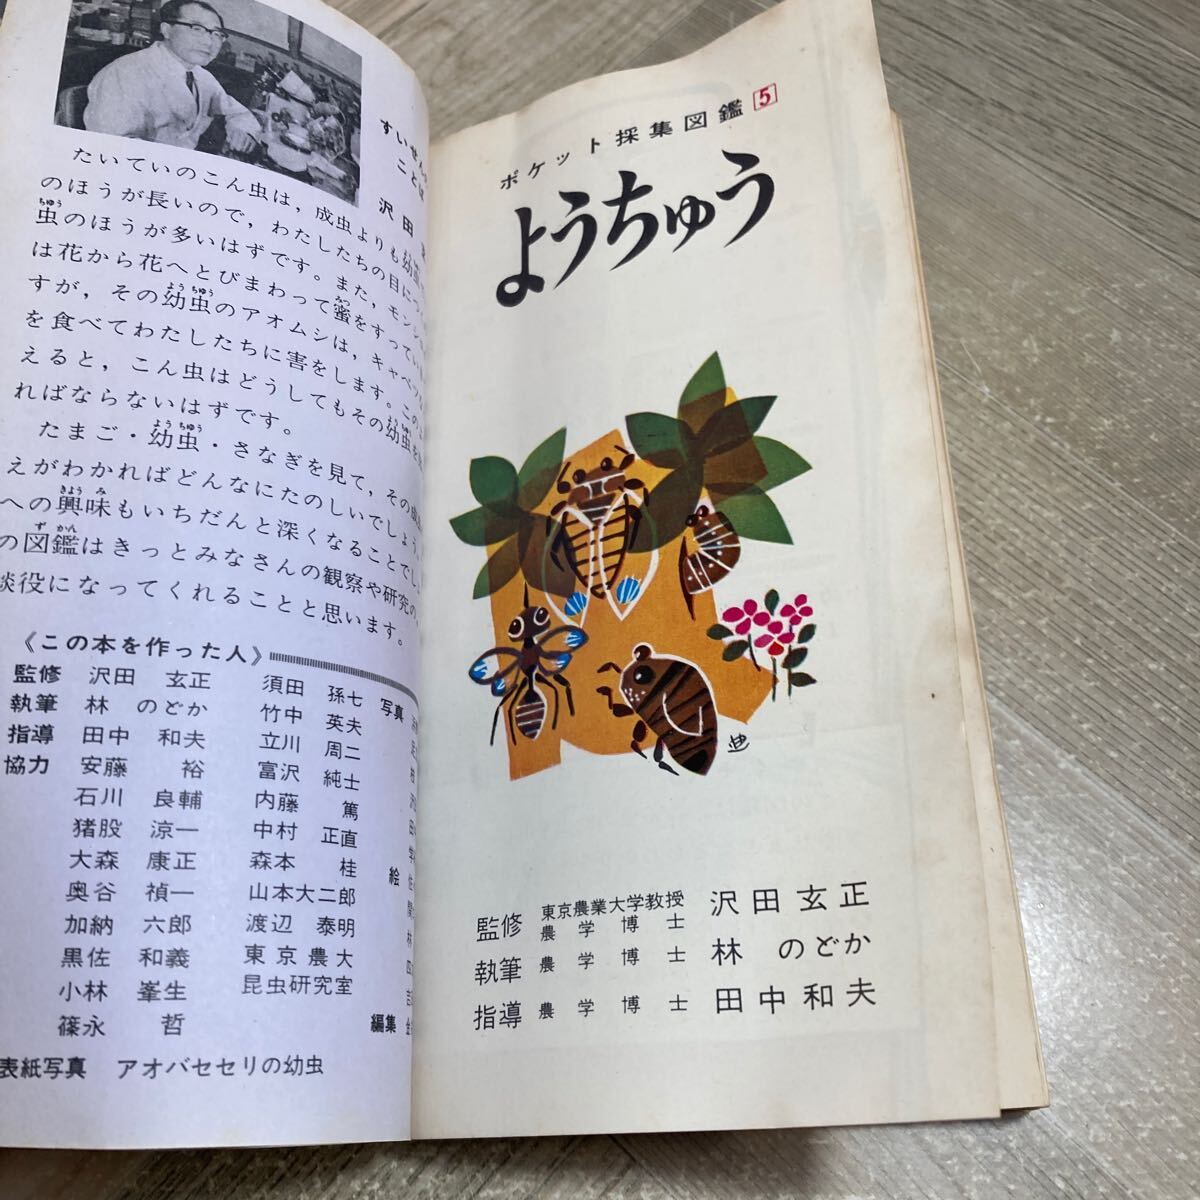 すいせん
ことば
沢田
たいていのこん虫は，成虫よりも幼虫
のほうが長いので，わたしたちの目に
虫のほうが多いはずです。また，モンシ
は花から花へとびまわって蜜をすってい
すが，その幼虫のアオムシは，キャベツ
を食べてわたしたちに害をします。この
えると，こん虫はどうしてもその幼虫を
ればならないはずです。
たまご・幼虫・さなぎを見て，その成
えがわかればどんなにたのしいでしょう
への興味もいちだんと深くなることでし
の図鑑はきっとみなさんの観察や研究の
談役になってくれることと思います。
《この本を作った人》
監修 沢田 玄正 須田 孫七 写真
執筆 林 のどか 竹中 英夫
指導 田中 和夫 立川 周二
協力 安藤 裕 富沢 純士
石川 良輔 内藤 篤
猪股 涼一 中村 正直
大森 康正 森本 桂 絵
奥谷 禎一 山本大二郎
加納 六郎 渡辺 泰明
黒佐 和義 東京農大
小林 峯生 昆虫研究室
篠永 哲 編集
表紙写真 アオバセセリの幼虫
ポケット採集図鑑 5
ようちゅう
監修 東京農業大学教授 農学博士 沢田玄正
執筆 農学博士 林 のどか
指導 農学博士 田中和夫